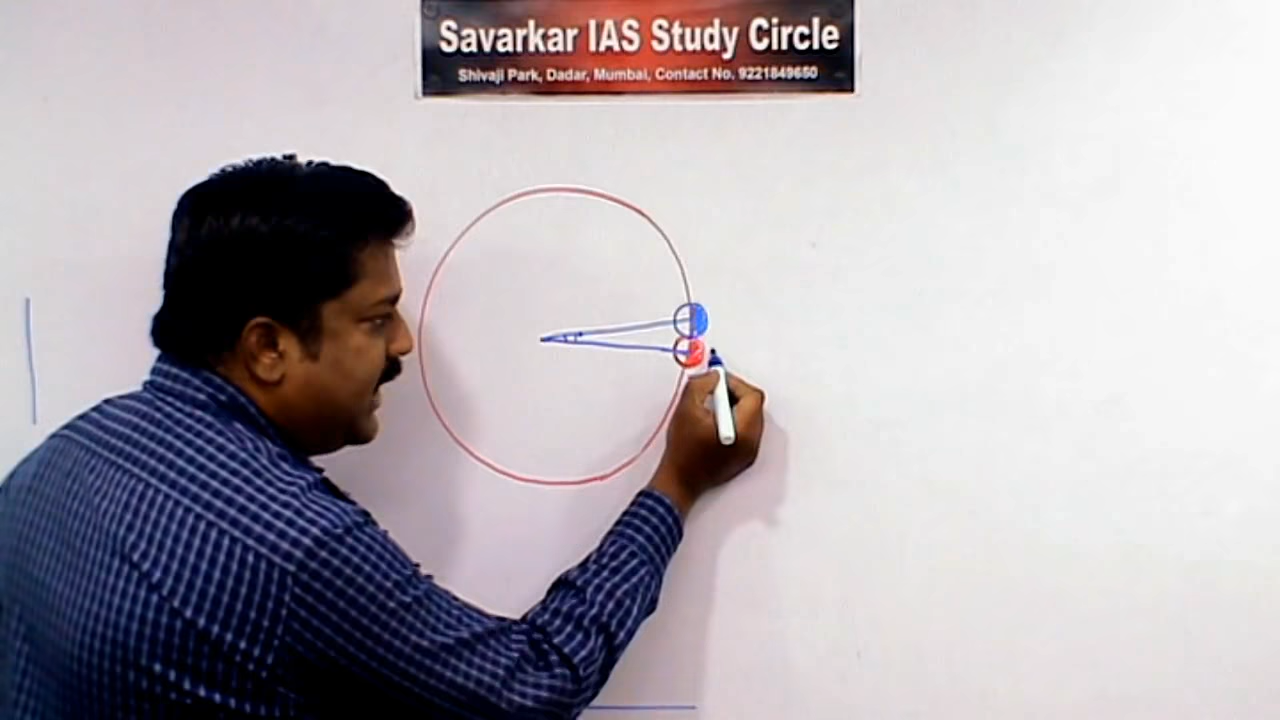 Savarkar IAS Study Circle
Shivaji Park, Dadar, Mumbai, Contact No. 9221849650